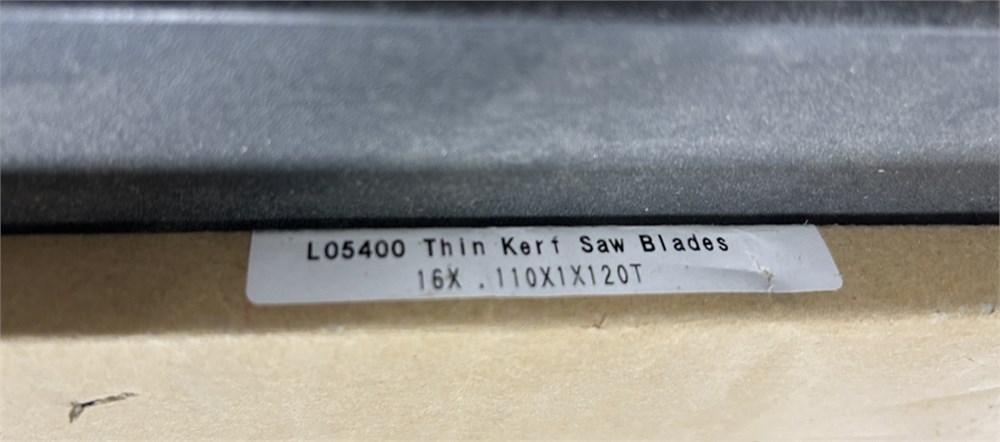 L05400 Thin Kerf Saw Blades
16X .110X1X120T